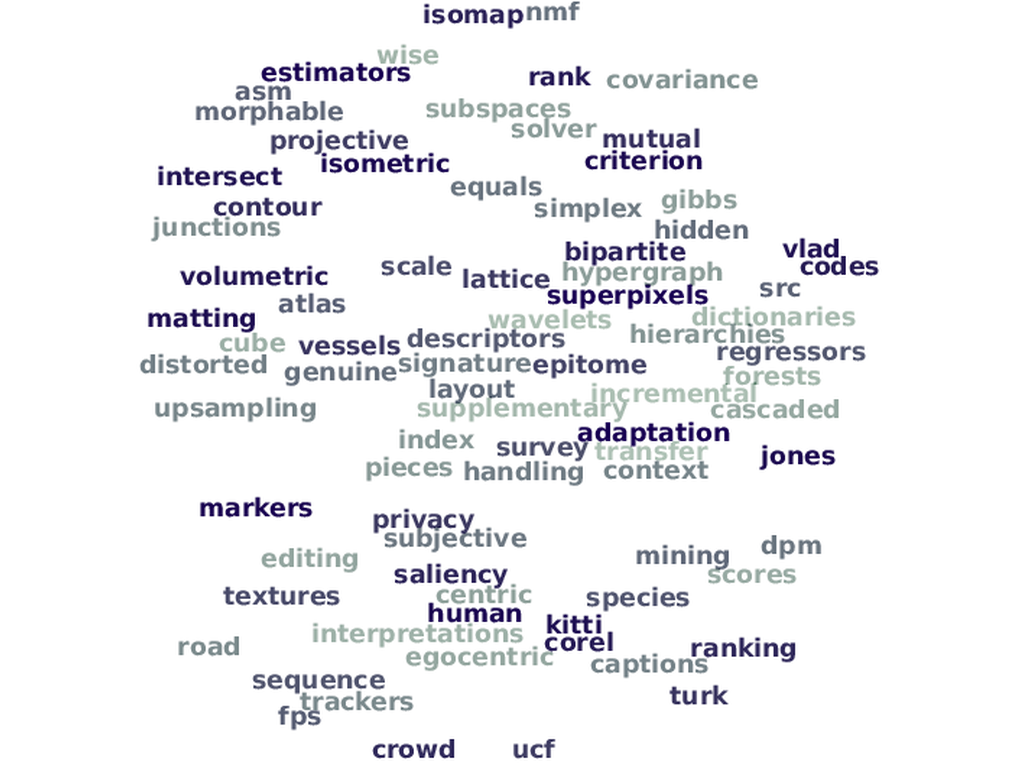 isomap nmf
wise
estimators rank covariance
asm
morphable subspaces
solver
projective mutual
isometric criterion
intersect equals
contour simplex gibbs
junctions hidden
bipartite vlad
scale codes
volumetric lattice hypergraph
atlas superpixels src
matting wavelets dictionaries
cube vessels descriptors hierarchies
distorted genuine signature epitome regressors
layout forests
upsampling supplementary incremental cascaded
index survey adaptation
transfer jones
pieces handling context
markers privacy
subjective
editing mining dpm
saliency scores
textures centric species
human kitti
interpretations corel
road egocentric captions ranking
sequence turk
trackers
fps
crowd ucf